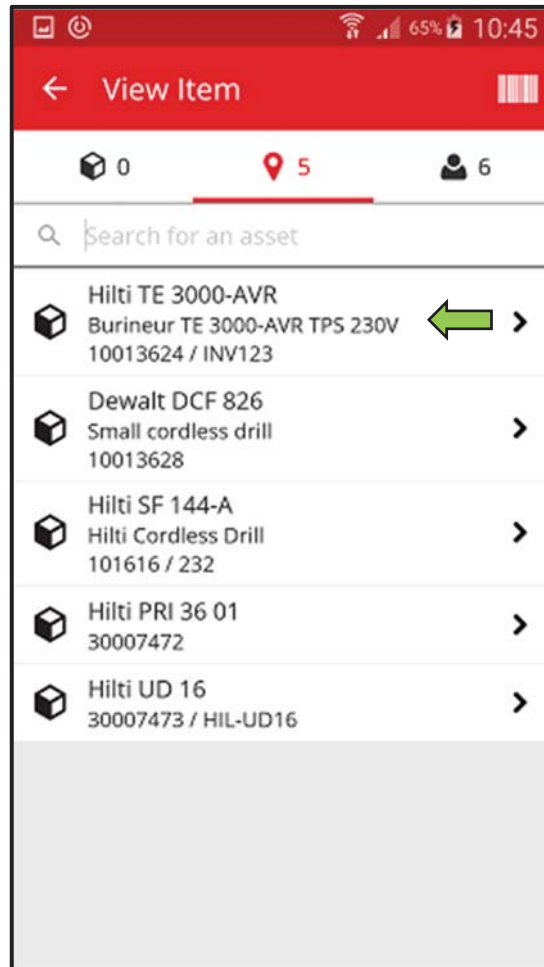 65% 10:45
View Item
0 5 6
Search for an asset
Hilti TE 3000-AVR
Burineur TE 3000-AVR TPS 230V
10013624 / INV123
Dewalt DCF 826
Small cordless drill
10013628
Hilti SF 144-A
Hilti Cordless Drill
101616 / 232
Hilti PRI 36 01
30007472
Hilti UD 16
30007473 / HIL-UD16